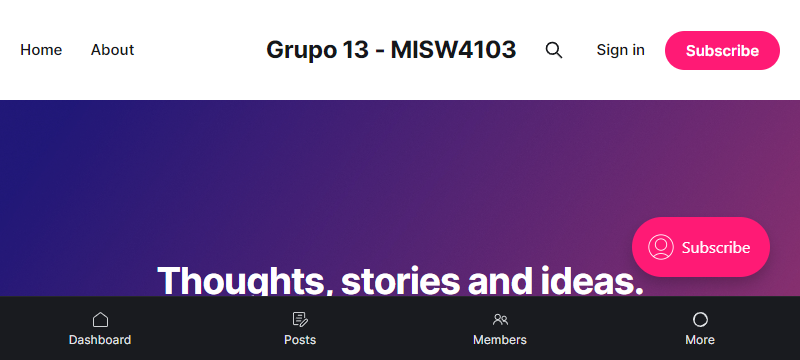 Home About Grupo 13 - MISW4103 Sign in Subscribe
Thoughts, stories and ideas.
Subscribe
Dashboard Posts Members More